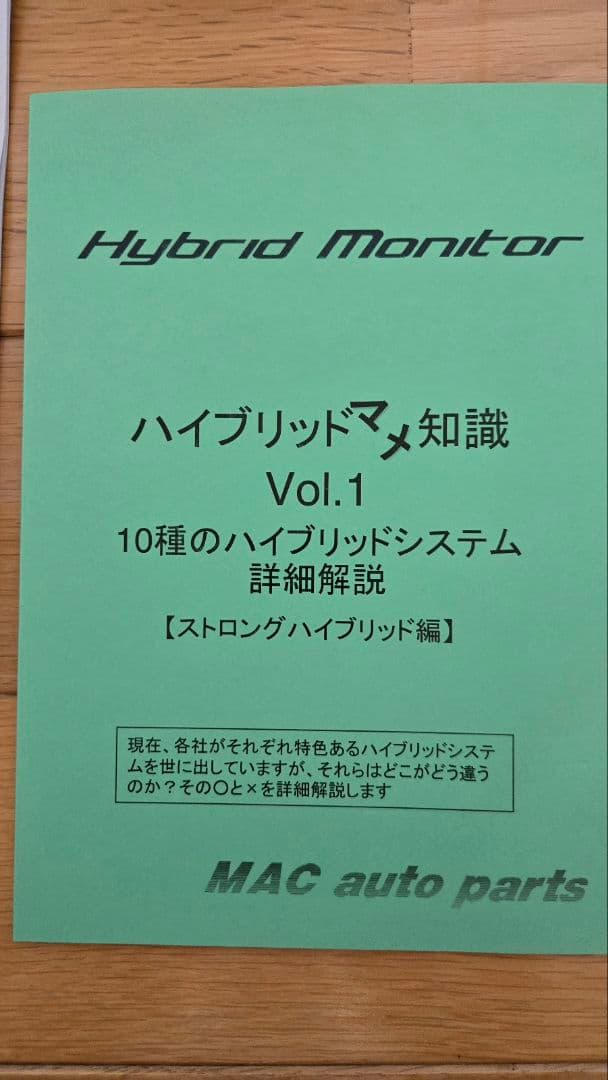 Hybrid Monitor
ハイブリッドマメ知識
Vol.1
10種のハイブリッドシステム
詳細解説
【ストロングハイブリッド編】
現在、各社がそれぞれ特色あるハイブリッドシステ
ムを世に出していますが、それらはどこがどう違う
のか？その〇と×を詳細解説します
MAC auto parts